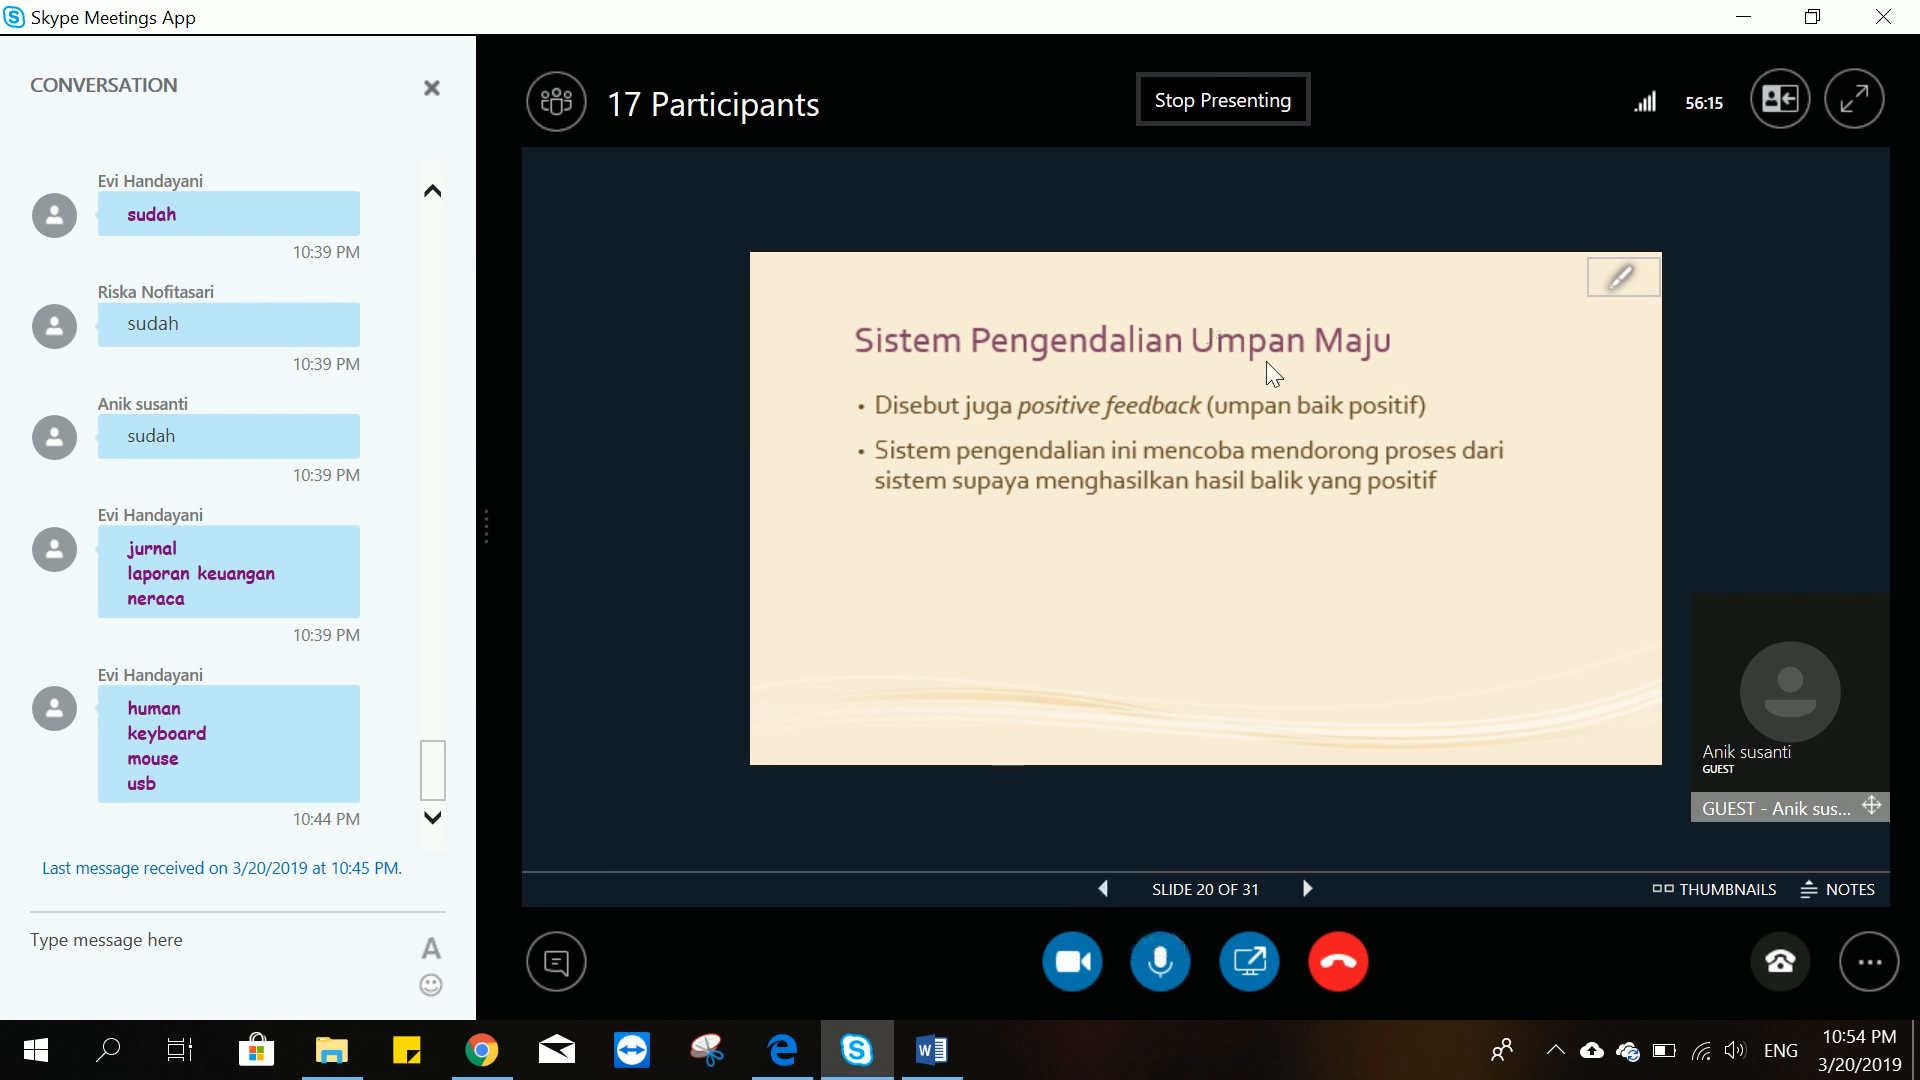 Skype Meetings App
CONVERSATION
Evi Handayani
sudah
10:39 PM
Riska Nofitasari
sudah
10:39 PM
Anik susanti
sudah
10:39 PM
Evi Handayani
jurnal
laporan keuangan
neraca
10:39 PM
Evi Handayani
human
keyboard
mouse
usb
10:44 PM
Last message received on 3/20/2019 at 10:45 PM.
Type message here
A
17 Participants
Stop Presenting
56:15
Sistem Pengendalian Umpan Maju
• Disebut juga positive feedback (umpan baik positif)
• Sistem pengendalian ini mencoba mendorong proses dari
sistem supaya menghasilkan hasil balik yang positif
Anik susanti
GUEST
GUEST - Anik sus...
SLIDE 20 OF 31
THUMBNAILS
NOTES
ENG
10:54 PM
3/20/2019